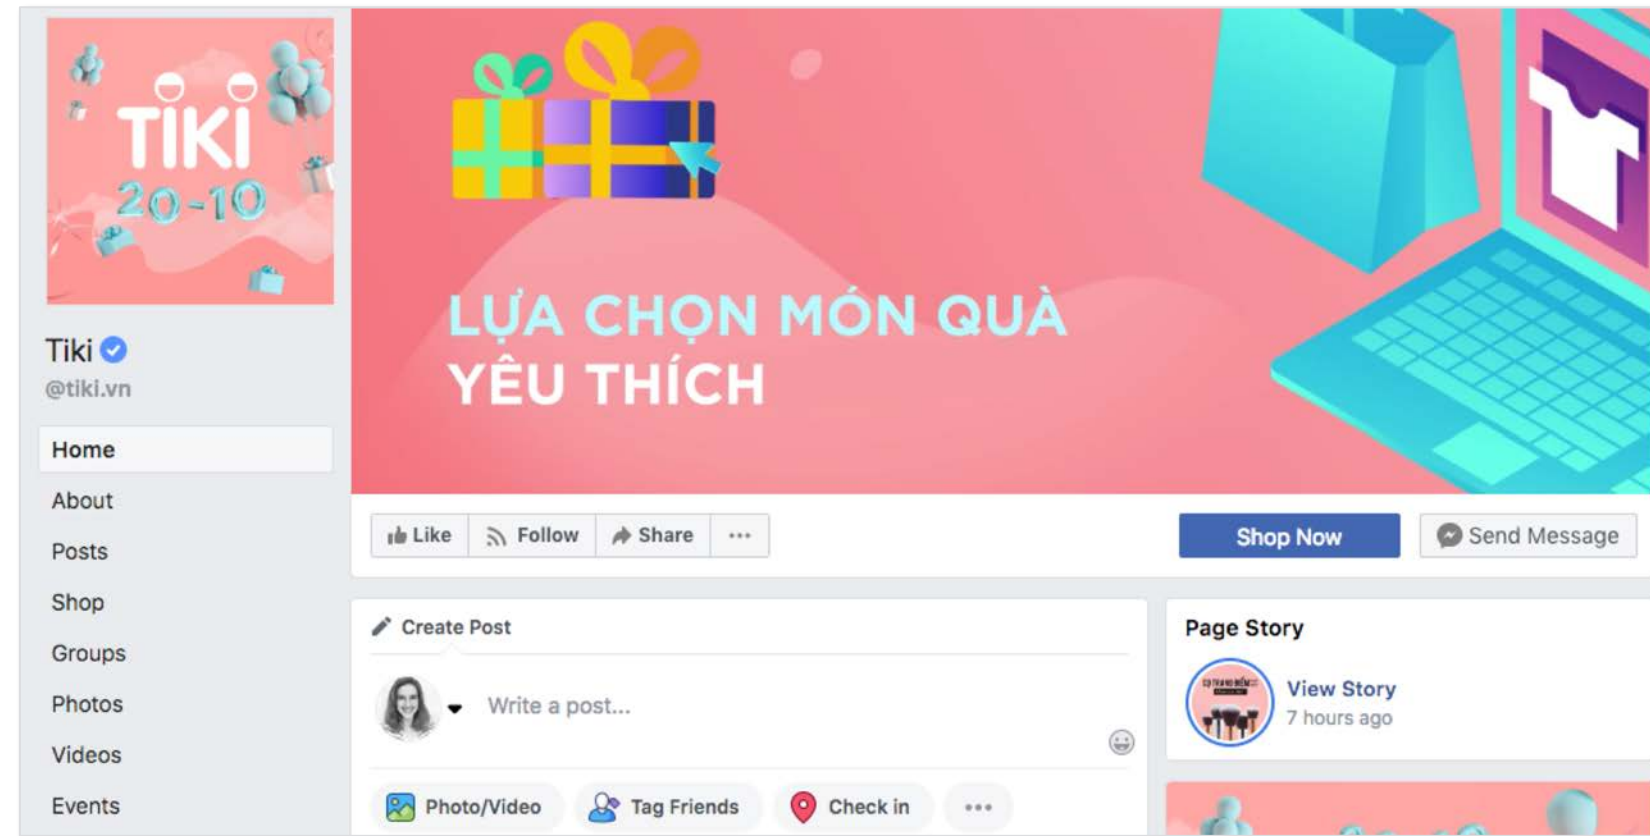 TIKI
20-10
Tiki
@tiki.vn
Home
About
Posts
Shop
Groups
Photos
Videos
Events
LỰA CHỌN MÓN QUÀ
YÊU THÍCH
Like Follow Share ...
Shop Now Send Message
Create Post
Write a post...
Photo/Video Tag Friends Check in ...
Page Story
View Story
7 hours ago